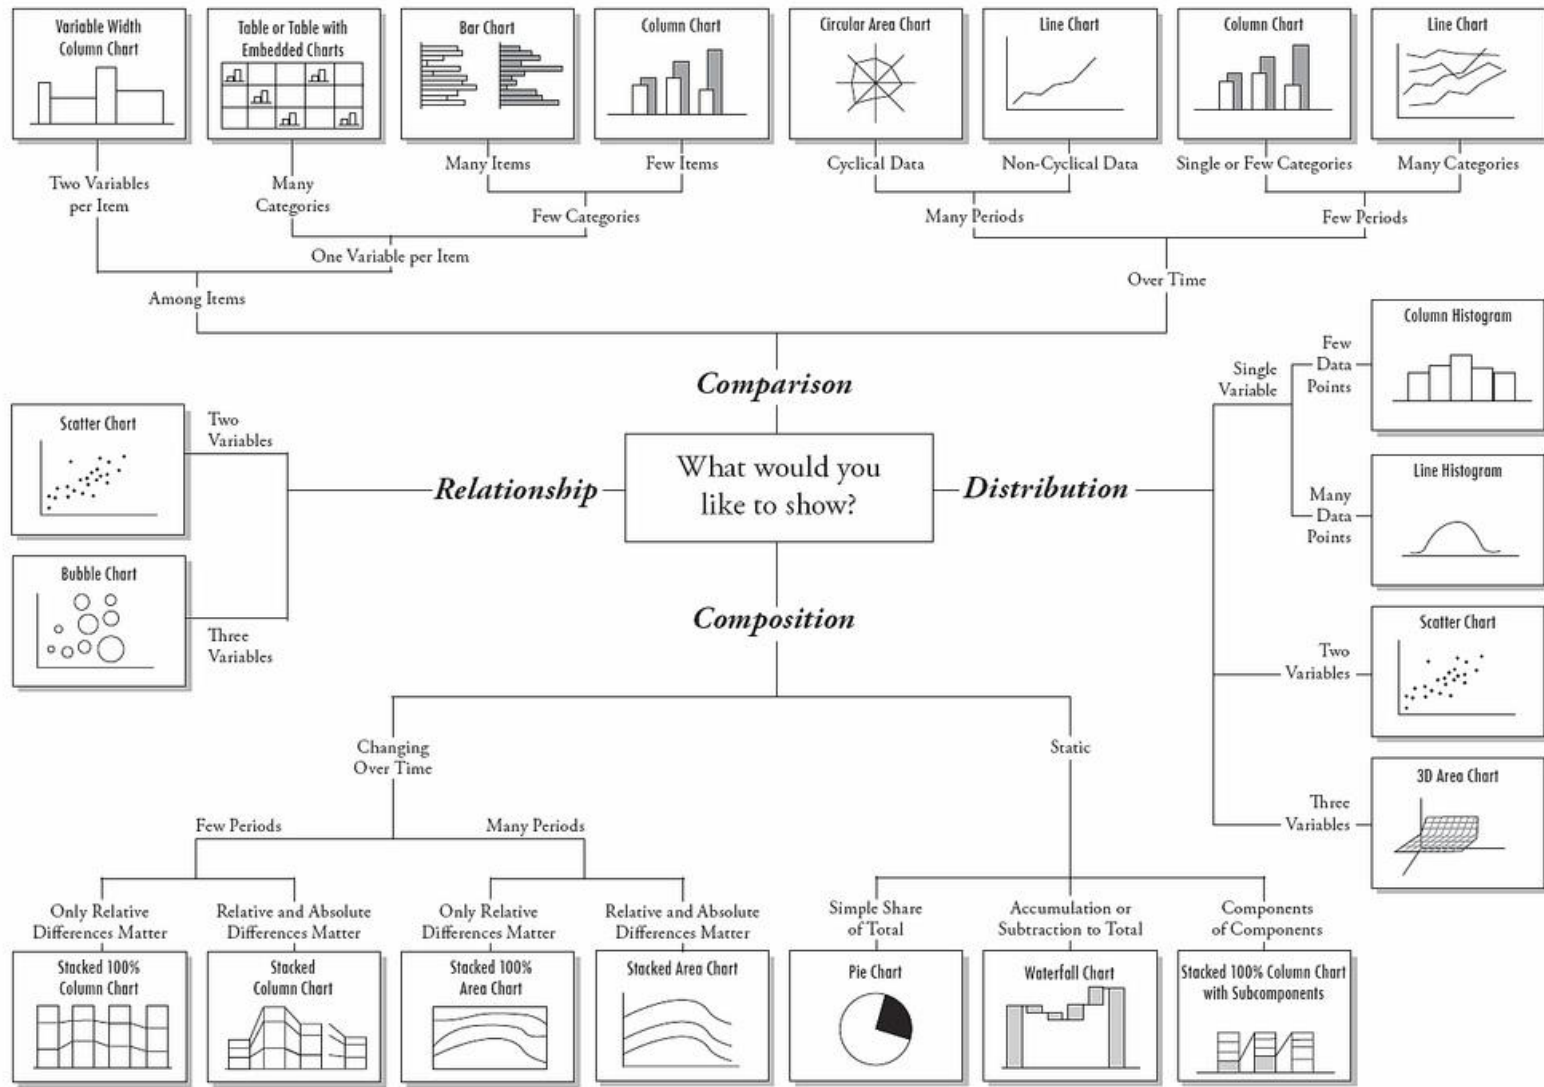 Variable Width
Column Chart
Table or Table with
Embedded Charts
Bar Chart
Column Chart
Circular Area Chart
Line Chart
Column Chart
Line Chart
Two Variables
per Item
Many
Categories
Many Items
Few Items
Cyclical Data
Non-Cyclical Data
Single or Few Categories
Many Categories
Few Categories
Many Periods
Few Periods
One Variable per Item
Among Items
Over Time
Comparison
What would you
like to show?
Relationship
Two
Variables
Scatter Chart
Three
Variables
Bubble Chart
Distribution
Single
Variable
Few
Data
Points
Column Histogram
Many
Data
Points
Line Histogram
Two
Variables
Scatter Chart
Three
Variables
3D Area Chart
Composition
Changing
Over Time
Static
Few Periods
Many Periods
Only Relative
Differences Matter
Relative and Absolute
Differences Matter
Only Relative
Differences Matter
Relative and Absolute
Differences Matter
Simple Share
of Total
Accumulation or
Subtraction to Total
Components
of Components
Stacked 100%
Column Chart
Stacked
Column Chart
Stacked 100%
Area Chart
Stacked Area Chart
Pie Chart
Waterfall Chart
Stacked 100% Column Chart
with Subcomponents